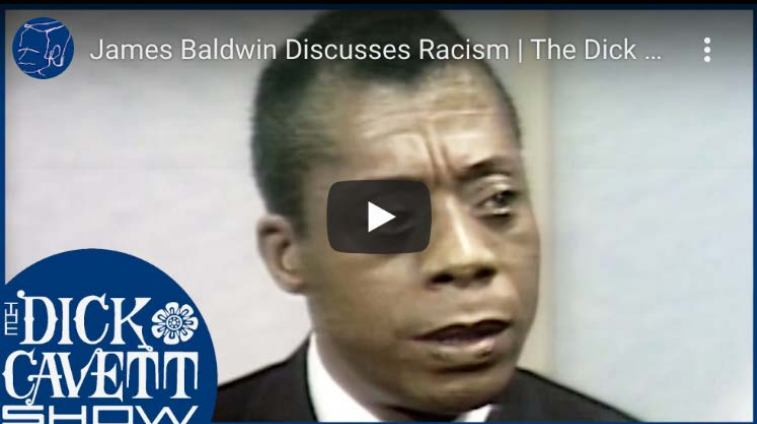 James Baldwin Discusses Racism | The Dick ...
THE
DICK
CAVETT
SHOW